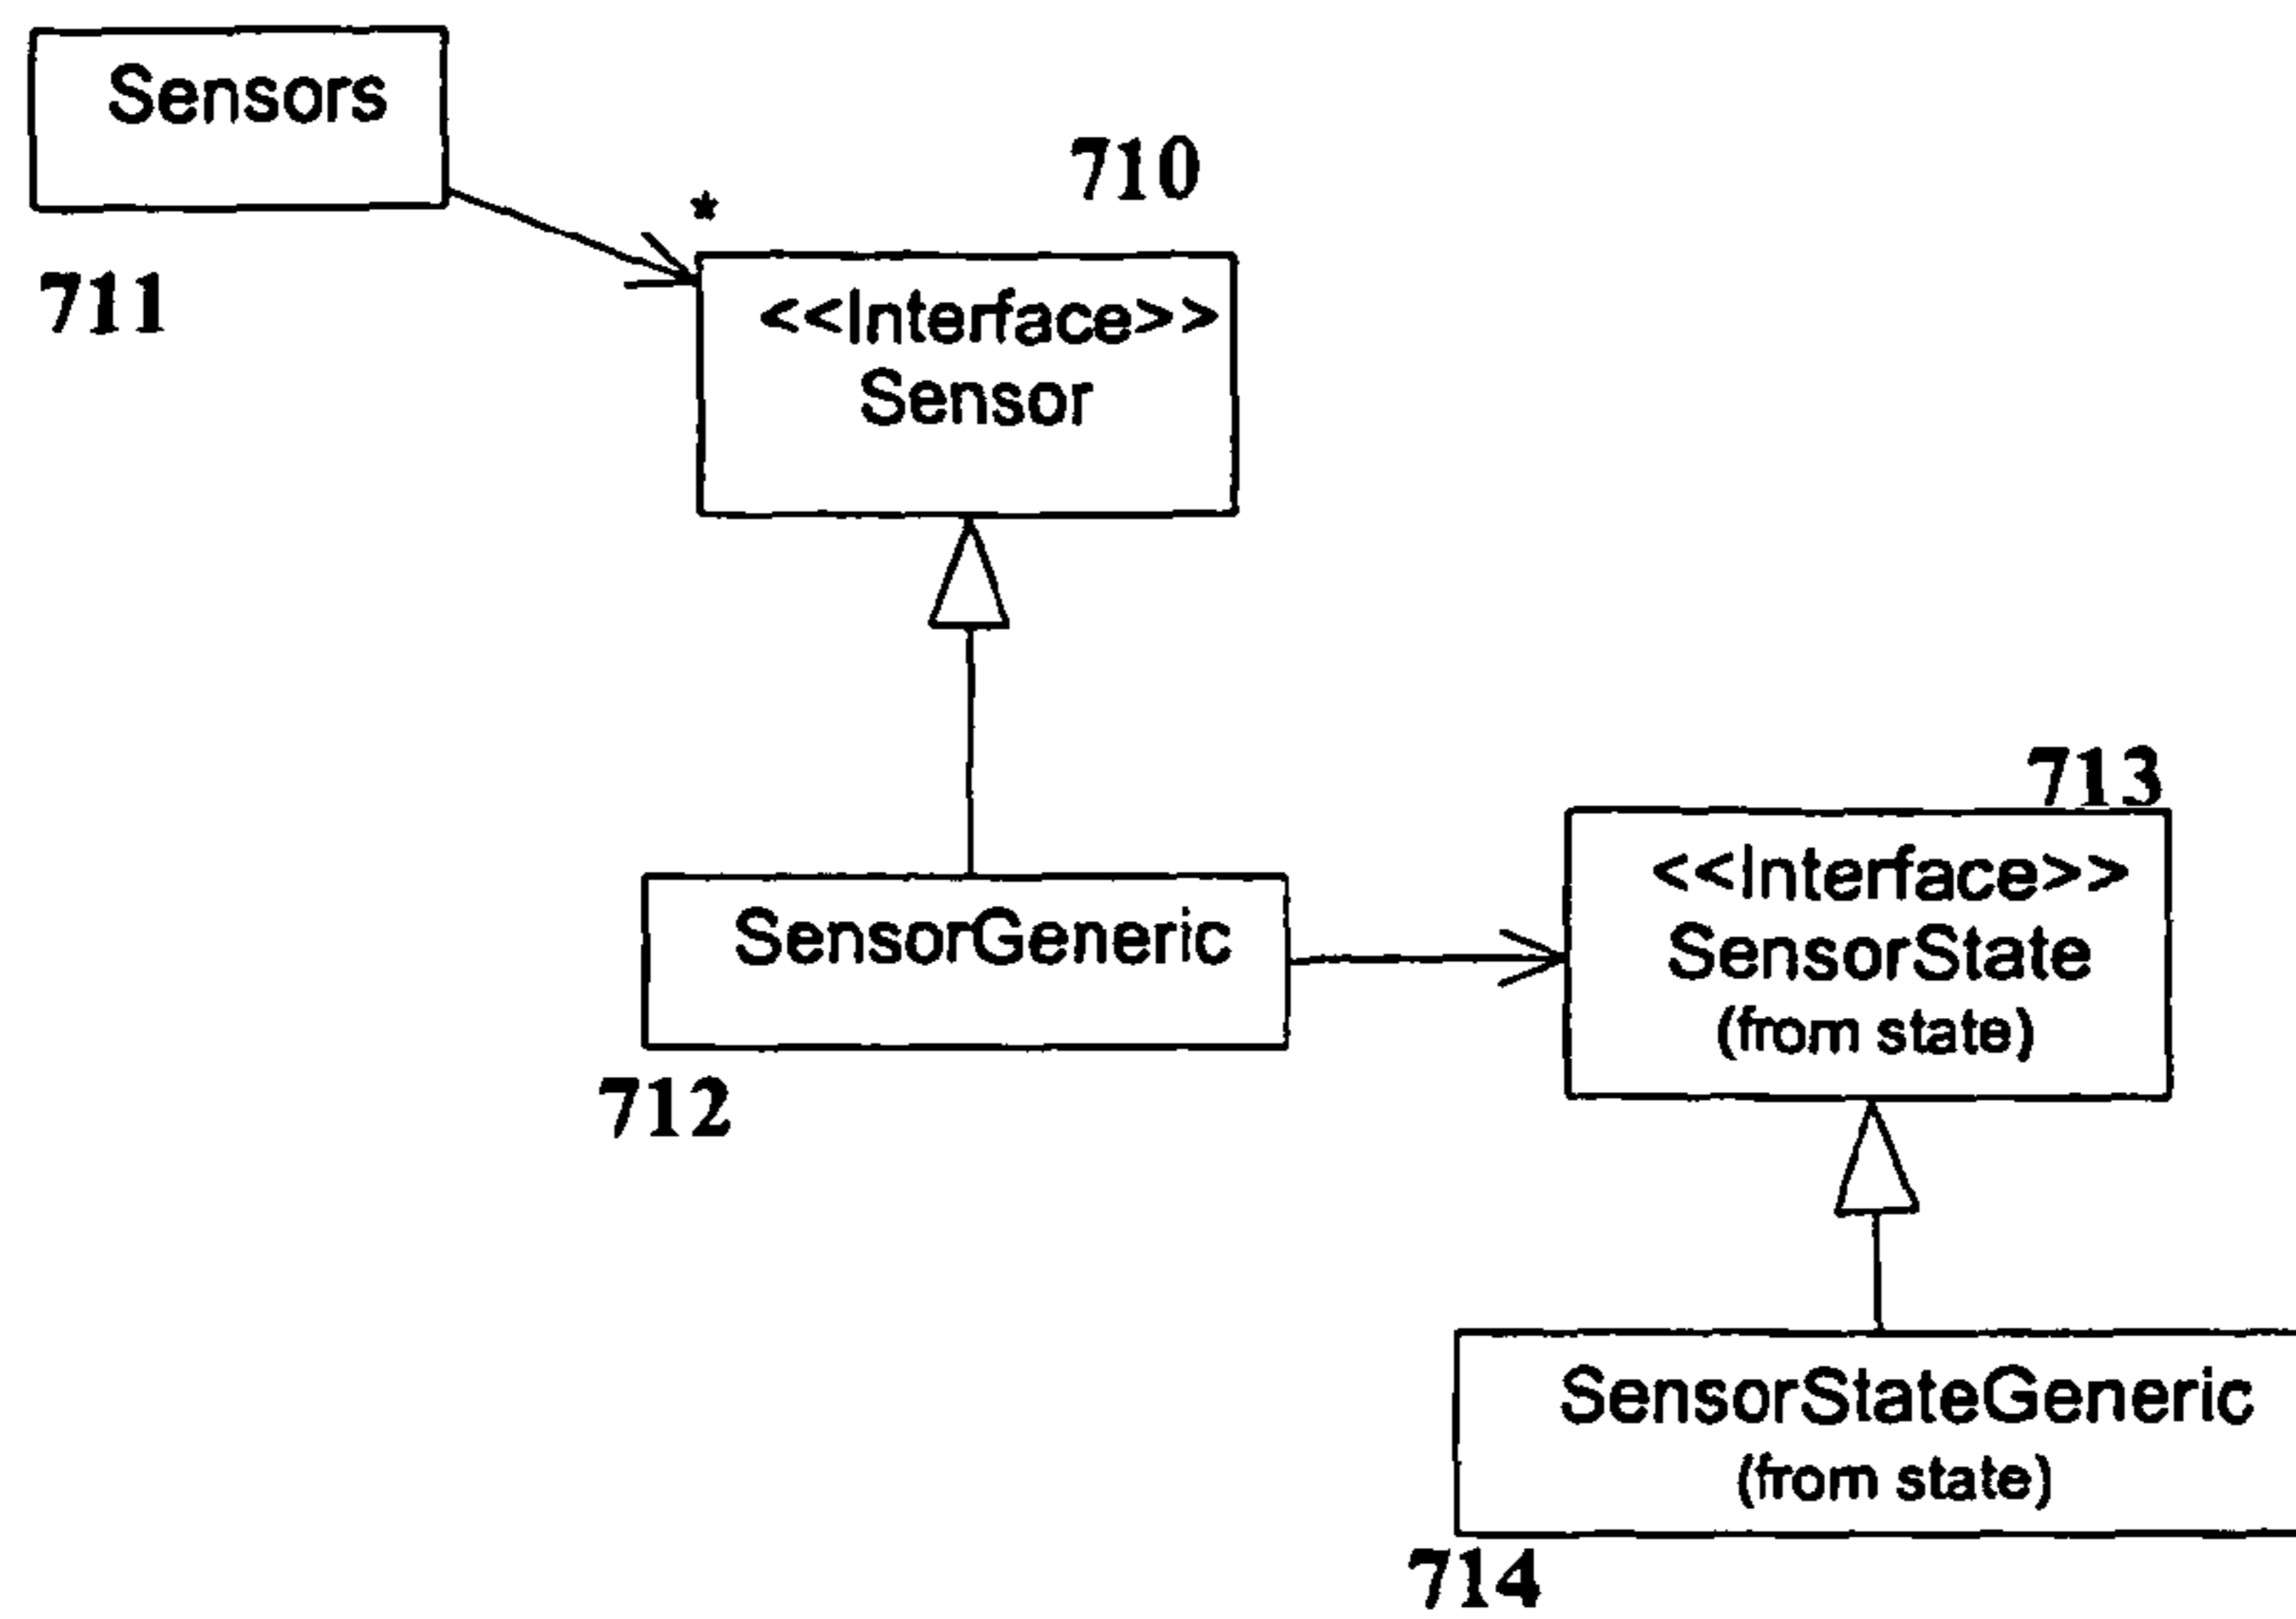 Sensors
711
710
*
<<Interface>>
Sensor
SensorGeneric
712
713
<<Interface>>
SensorState
(from state)
SensorStateGeneric
(from state)
714